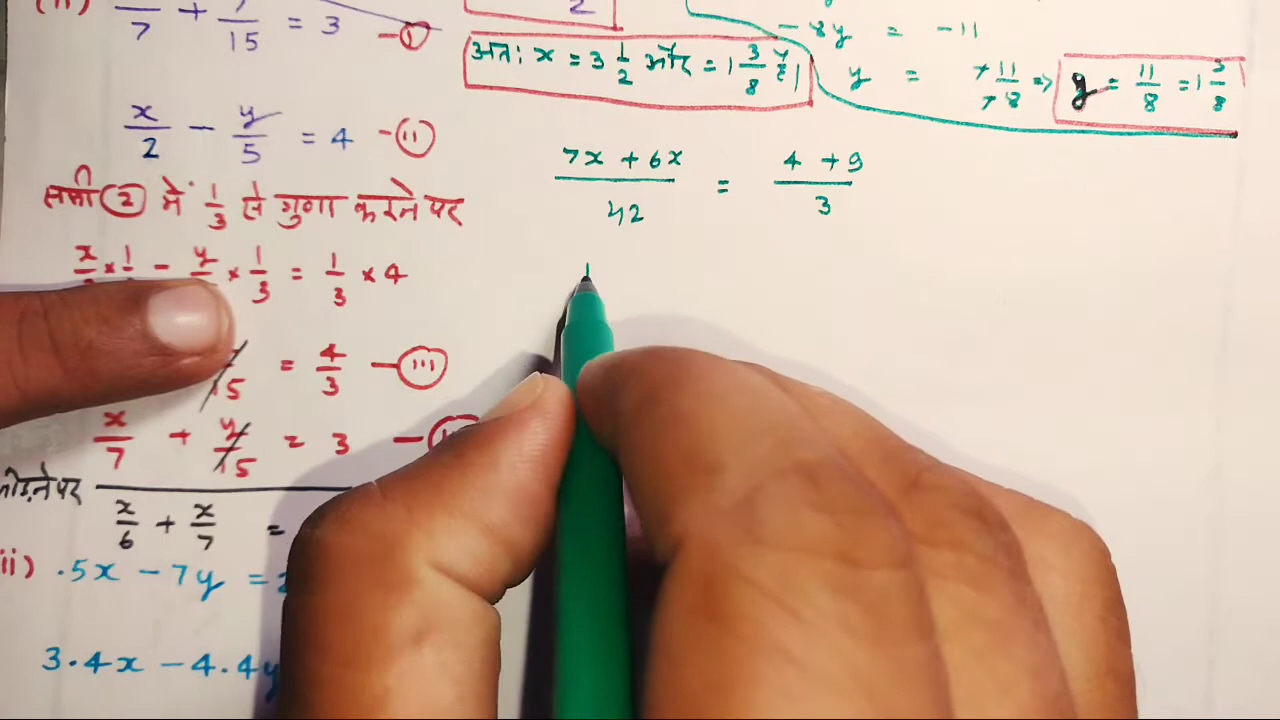 (ii) /7 + /15 = 3 -(i)
x/2 - y/5 = 4 -(ii)
समी (2) में 1/3 से गुणा करने पर
x/ × 1/ - y/ × 1/3 = 1/3 × 4
/15 = 4/3 -(iii)
x/7 + y/15 = 3 -
जोड़ने पर
x/6 + x/7 =
ii) .5x - 7y =
3.4x - 4.4y
2
अतः x = 3 1/2 और = 1 3/8 है।
-8y = -11
y = +11/+8 => y = 11/8 = 1 3/8
7x + 6x / 42 = 4 + 9 / 3